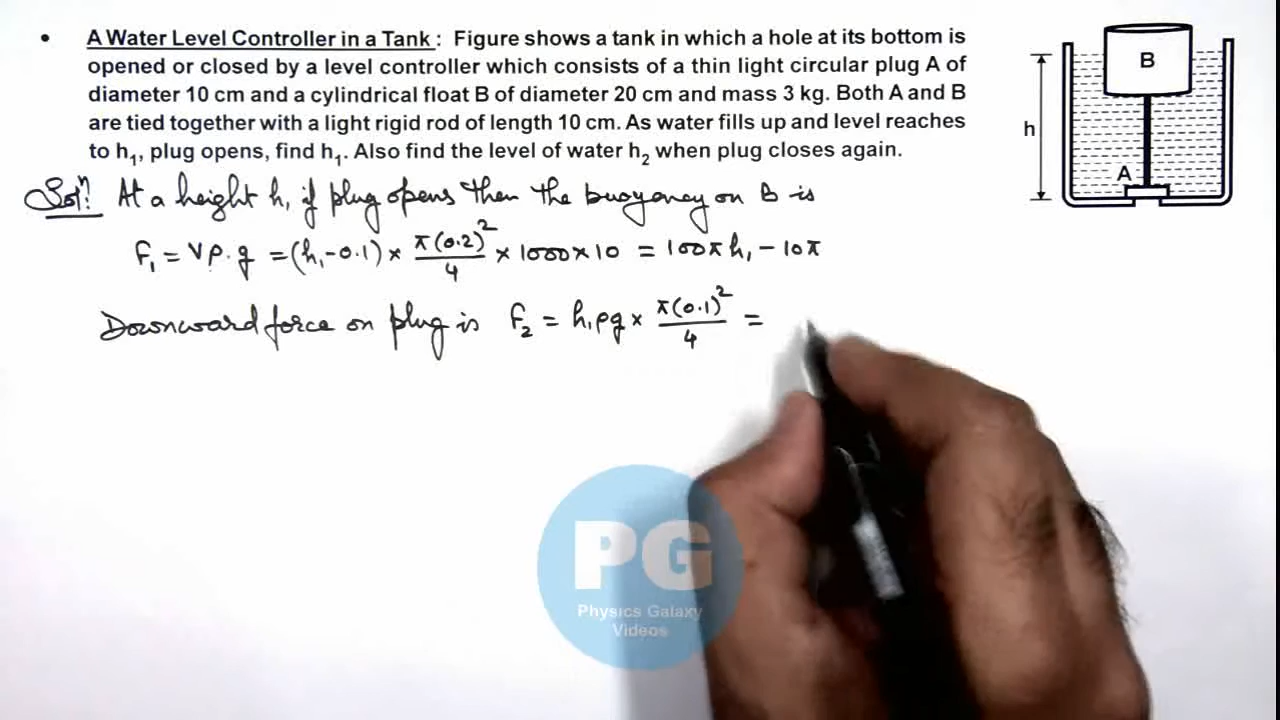 • A Water Level Controller in a Tank : Figure shows a tank in which a hole at its bottom is
opened or closed by a level controller which consists of a thin light circular plug A of
diameter 10 cm and a cylindrical float B of diameter 20 cm and mass 3 kg. Both A and B
are tied together with a light rigid rod of length 10 cm. As water fills up and level reaches
to h₁, plug opens, find h₁. Also find the level of water h₂ when plug closes again.
B
h
A
Solⁿ: At a height h₁ if plug opens then the buoyancy on B is
F₁ = Vρ.g = (h₁-0.1) × π(0.2)²/4 × 1000×10 = 100πh₁ - 10π
Downward force on plug is F₂ = h₁ρg × π(0.1)²/4 =
PG
Physics Galaxy
Videos